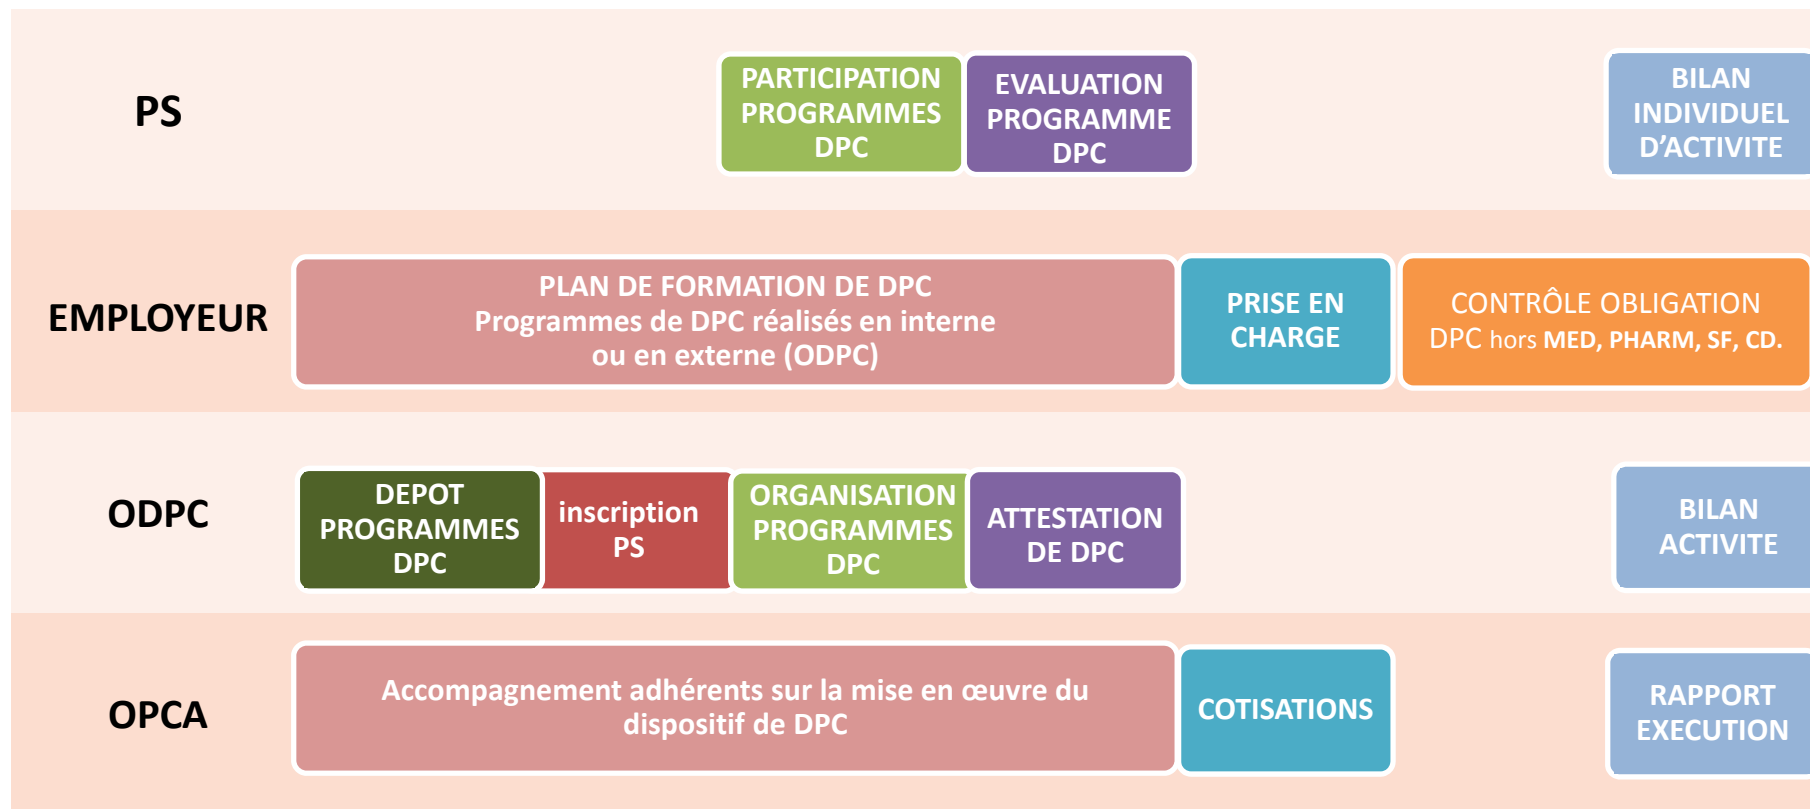 PS
PARTICIPATION
PROGRAMMES
DPC
EVALUATION
PROGRAMME
DPC
BILAN
INDIVIDUEL
D’ACTIVITE
EMPLOYEUR
PLAN DE FORMATION DE DPC
Programmes de DPC réalisés en interne
ou en externe (ODPC)
PRISE EN
CHARGE
CONTRÔLE OBLIGATION
DPC hors MED, PHARM, SF, CD.
ODPC
DEPOT
PROGRAMMES
DPC
inscription
PS
ORGANISATION
PROGRAMMES
DPC
ATTESTATION
DE DPC
BILAN
ACTIVITE
OPCA
Accompagnement adhérents sur la mise en œuvre du
dispositif de DPC
COTISATIONS
RAPPORT
EXECUTION